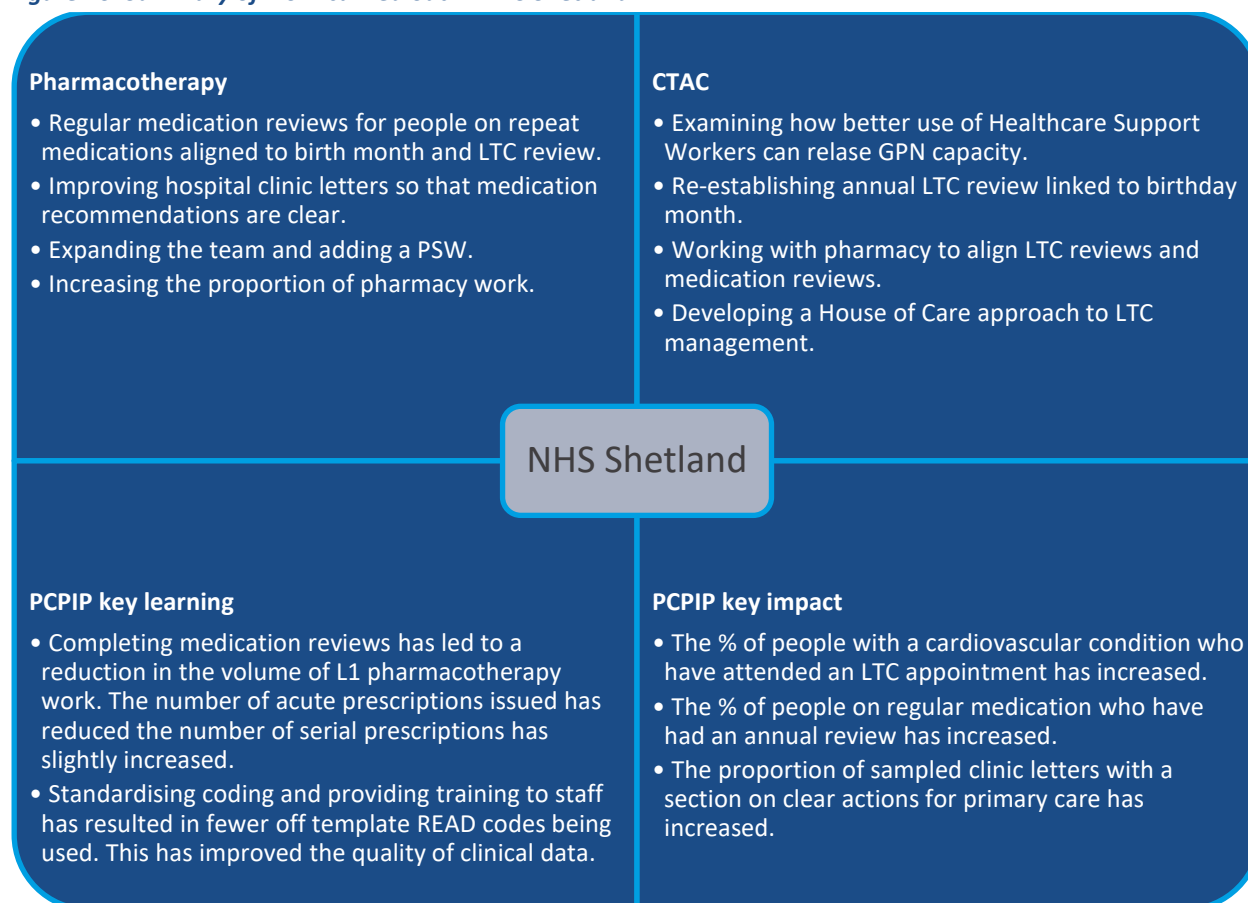 Pharmacotherapy
• Regular medication reviews for people on repeat
medications aligned to birth month and LTC review.
• Improving hospital clinic letters so that medication
recommendations are clear.
• Expanding the team and adding a PSW.
• Increasing the proportion of pharmacy work.
CTAC
• Examining how better use of Healthcare Support
Workers can relase GPN capacity.
• Re-establishing annual LTC review linked to birthday
month.
• Working with pharmacy to align LTC reviews and
medication reviews.
• Developing a House of Care approach to LTC
management.
NHS Shetland
PCPIP key learning
• Completing medication reviews has led to a
reduction in the volume of L1 pharmacotherapy
work. The number of acute prescriptions issued has
reduced the number of serial prescriptions has
slightly increased.
• Standardising coding and providing training to staff
has resulted in fewer off template READ codes being
used. This has improved the quality of clinical data.
PCPIP key impact
• The % of people with a cardiovascular condition who
have attended an LTC appointment has increased.
• The % of people on regular medication who have
had an annual review has increased.
• The proportion of sampled clinic letters with a
section on clear actions for primary care has
increased.